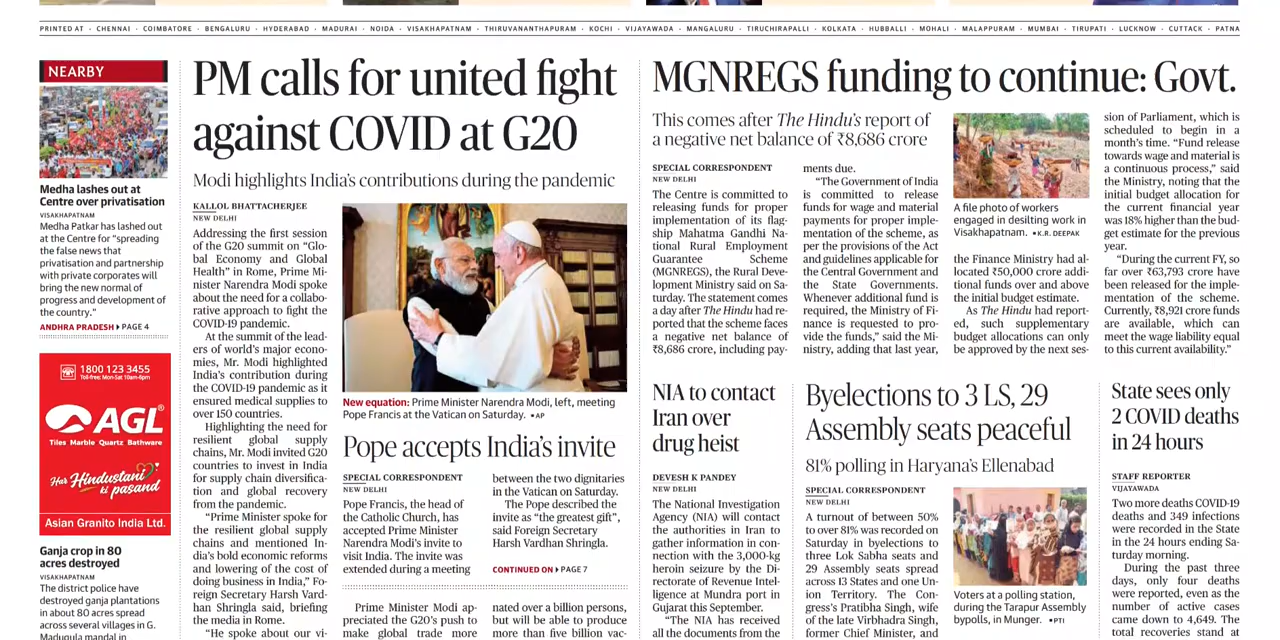 PRINTED AT • CHENNAI • COIMBATORE • BENGALURU • HYDERABAD • MADURAI • NOIDA • VISAKHAPATNAM • THIRUVANANTHAPURAM • KOCHI • VIJAYAWADA • MANGALURU • TIRUCHIRAPALLI • KOLKATA • HUBBALLI • MOHALI • MALAPPURAM • MUMBAI • TIRUPATI • LUCKNOW • CUTTACK • PATNA
NEARBY
Medha lashes out at
Centre over privatisation
VISAKHAPATNAM
Medha Patkar has lashed out
at the Centre for “spreading
the false news that
privatisation and partnership
with private corporates will
bring the new normal of
progress and development of
the country.”
ANDHRA PRADESH ▸ PAGE 4
1800 123 3455
Toll-free: Mon-Sat 10am-6pm
AGL
Tiles Marble Quartz Bathware
Har Hindustani
ki pasand
Asian Granito India Ltd.
Ganja crop in 80
acres destroyed
VISAKHAPATNAM
The district police have
destroyed ganja plantations
in about 80 acres spread
across several villages in G.
Madugula mandal in
PM calls for united fight
against COVID at G20
Modi highlights India’s contributions during the pandemic
KALLOL BHATTACHERJEE
NEW DELHI
Addressing the first session
of the G20 summit on “Glo-
bal Economy and Global
Health” in Rome, Prime Mi-
nister Narendra Modi spoke
about the need for a collabo-
rative approach to fight the
COVID-19 pandemic.
At the summit of the lead-
ers of world’s major econo-
mies, Mr. Modi highlighted
India’s contribution during
the COVID-19 pandemic as it
ensured medical supplies to
over 150 countries.
Highlighting the need for
resilient global supply
chains, Mr. Modi invited G20
countries to invest in India
for supply chain diversifica-
tion and global recovery
from the pandemic.
“Prime Minister spoke for
the resilient global supply
chains and mentioned In-
dia’s bold economic reforms
and lowering of the cost of
doing business in India,” Fo-
reign Secretary Harsh Vard-
han Shringla said, briefing
the media in Rome.
“He spoke about our vi-
New equation: Prime Minister Narendra Modi, left, meeting
Pope Francis at the Vatican on Saturday. • AP
Pope accepts India’s invite
SPECIAL CORRESPONDENT
NEW DELHI
Pope Francis, the head of
the Catholic Church, has
accepted Prime Minister
Narendra Modi’s invite to
visit India. The invite was
extended during a meeting
between the two dignitaries
in the Vatican on Saturday.
The Pope described the
invite as “the greatest gift”,
said Foreign Secretary
Harsh Vardhan Shringla.
CONTINUED ON ▸ PAGE 7
Prime Minister Modi ap-
preciated the G20’s push to
make global trade more
nated over a billion persons,
but will be able to produce
more than five billion vac-
MGNREGS funding to continue: Govt.
This comes after The Hindu’s report of
a negative net balance of ₹8,686 crore
SPECIAL CORRESPONDENT
NEW DELHI
The Centre is committed to
releasing funds for proper
implementation of its flag-
ship Mahatma Gandhi Na-
tional Rural Employment
Guarantee Scheme
(MGNREGS), the Rural Deve-
lopment Ministry said on Sa-
turday. The statement comes
a day after The Hindu had re-
ported that the scheme faces
a negative net balance of
₹8,686 crore, including pay-
ments due.
“The Government of India
is committed to release
funds for wage and material
payments for proper imple-
mentation of the scheme, as
per the provisions of the Act
and guidelines applicable for
the Central Government and
the State Governments.
Whenever additional fund is
required, the Ministry of Fi-
nance is requested to pro-
vide the funds,” said the Mi-
nistry, adding that last year,
A file photo of workers
engaged in desilting work in
Visakhapatnam. • K.R. DEEPAK
the Finance Ministry had al-
located ₹50,000 crore addi-
tional funds over and above
the initial budget estimate.
As The Hindu had report-
ed, such supplementary
budget allocations can only
be approved by the next ses-
sion of Parliament, which is
scheduled to begin in a
month’s time. “Fund release
towards wage and material is
a continuous process,” said
the Ministry, noting that the
initial budget allocation for
the current financial year
was 18% higher than the bud-
get estimate for the previous
year.
“During the current FY, so
far over ₹63,793 crore have
been released for the imple-
mentation of the scheme.
Currently, ₹8,921 crore funds
are available, which can
meet the wage liability equal
to this current availability.”
NIA to contact
Iran over
drug heist
DEVESH K PANDEY
NEW DELHI
The National Investigation
Agency (NIA) will contact
the authorities in Iran to
gather information in con-
nection with the 3,000-kg
heroin seizure by the Di-
rectorate of Revenue Intel-
ligence at Mundra port in
Gujarat this September.
“The NIA has received
all the documents from the
Byelections to 3 LS, 29
Assembly seats peaceful
81% polling in Haryana’s Ellenabad
SPECIAL CORRESPONDENT
NEW DELHI
A turnout of between 50%
to over 81% was recorded on
Saturday in byelections to
three Lok Sabha seats and
29 Assembly seats spread
across 13 States and one Un-
ion Territory. The Con-
gress’s Pratibha Singh, wife
of the late Virbhadra Singh,
former Chief Minister, and
Voters at a polling station,
during the Tarapur Assembly
bypolls, in Munger. • PTI
State sees only
2 COVID deaths
in 24 hours
STAFF REPORTER
VIJAYAWADA
Two more deaths COVID-19
deaths and 349 infections
were recorded in the State
in the 24 hours ending Sa-
turday morning.
During the past three
days, only four deaths
were reported, even as the
number of active cases
came down to 4,649. The
total recoveries stand at